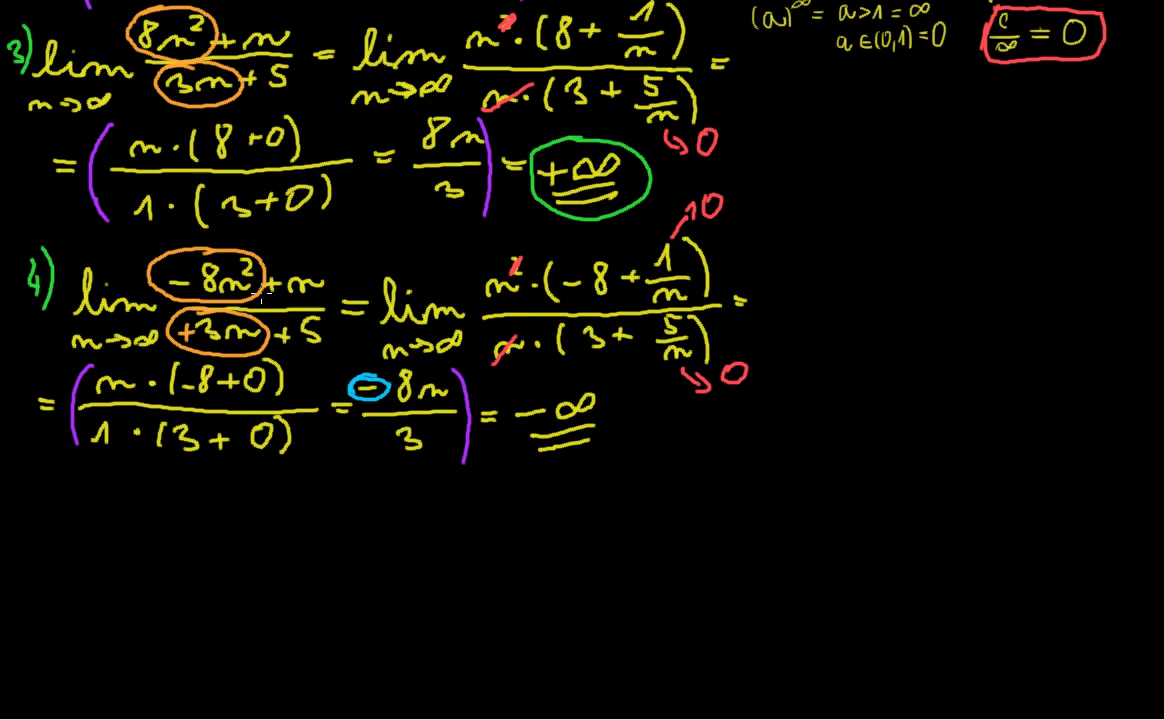 (a)^∞ = a>1 = ∞
a ∈(0,1) = 0
c/∞ = 0
3) lim n→∞ (8n² + n)/(3n + 5) = lim n→∞ (n² · (8 + 1/n))/(n · (3 + 5/n)) =
→ 0
= ( (n · (8+0))/(1 · (3+0)) = 8n/3 ) = +∞
→ 0
4) lim n→∞ (-8n² + n)/(+3n + 5) = lim n→∞ (n² · (-8 + 1/n))/(n · (3 + 5/n)) =
→ 0
= ( (n · (-8+0))/(1 · (3 + 0)) = -8n/3 ) = -∞